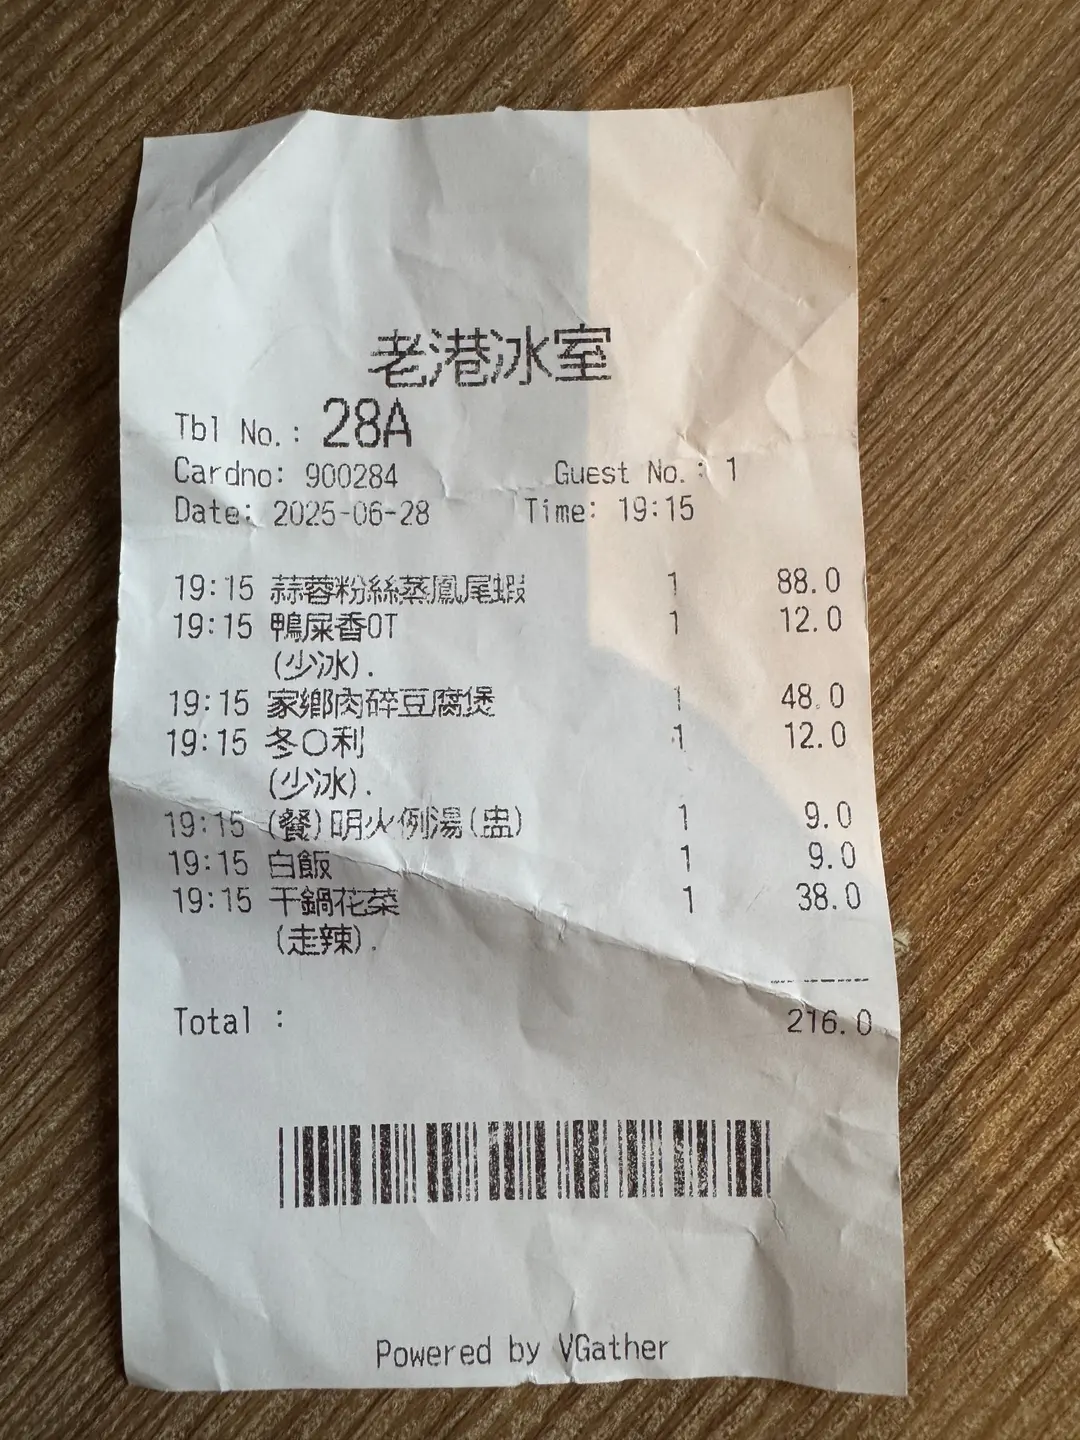 老港冰室
Tbl No.: 28A
Cardno: 900284 Guest No.: 1
Date: 2025-06-28 Time: 19:15
19:15 蒜蓉粉絲蒸鳳尾蝦 1 88.0
19:15 鴨屎香OT 1 12.0
(少冰).
19:15 家鄉肉碎豆腐煲 1 48.0
19:15 冬〇利 1 12.0
(少冰).
19:15 (餐)明火例湯(盅) 1 9.0
19:15 白飯 1 9.0
19:15 干鍋花菜 1 38.0
(走辣).
Total : 216.0
Powered by VGather